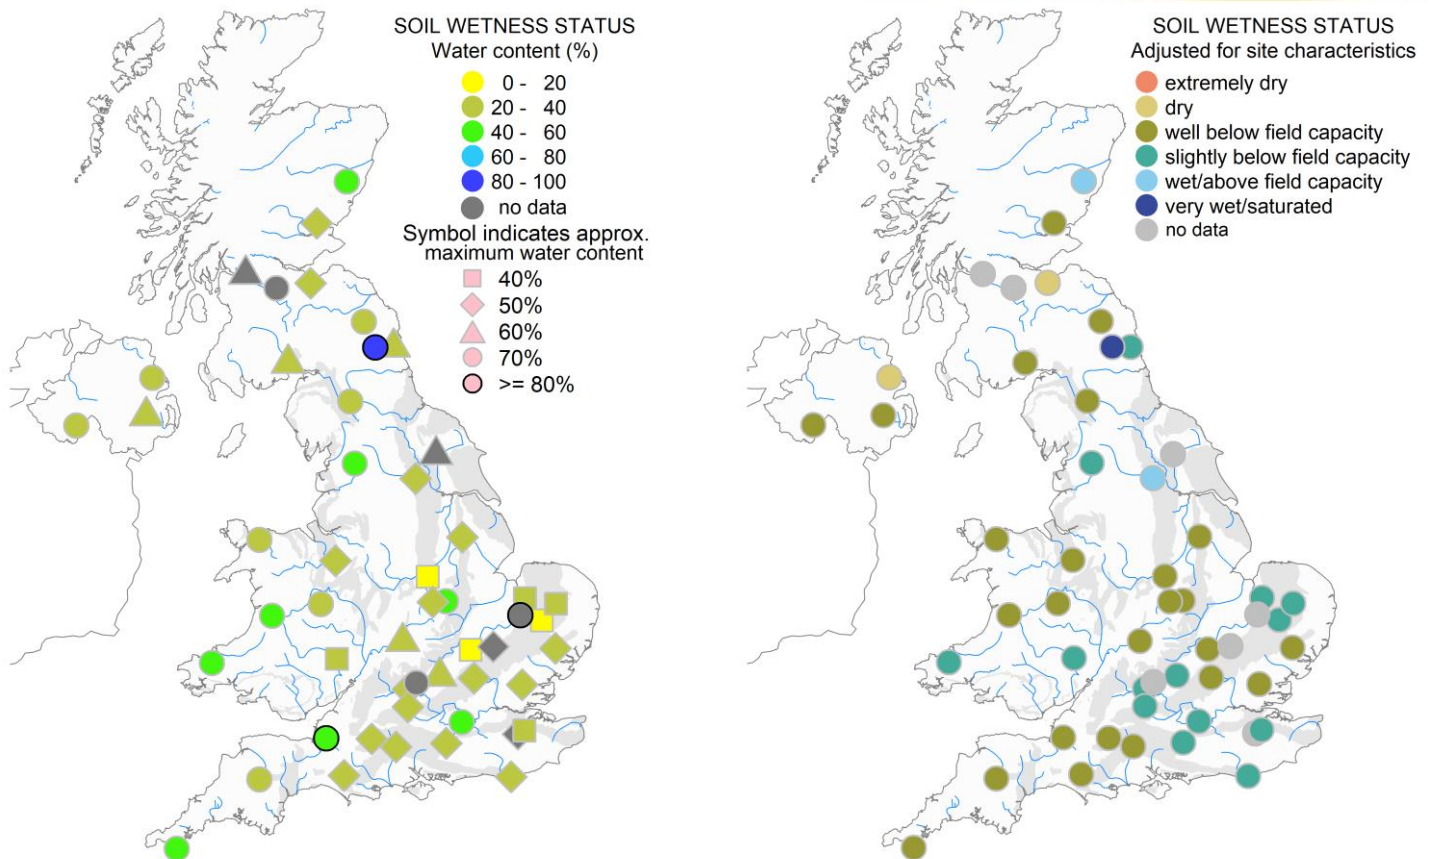 SOIL WETNESS STATUS
Water content (%)
0 - 20
20 - 40
40 - 60
60 - 80
80 - 100
no data
Symbol indicates approx.
maximum water content
40%
50%
60%
70%
>= 80%
SOIL WETNESS STATUS
Adjusted for site characteristics
extremely dry
dry
well below field capacity
slightly below field capacity
wet/above field capacity
very wet/saturated
no data